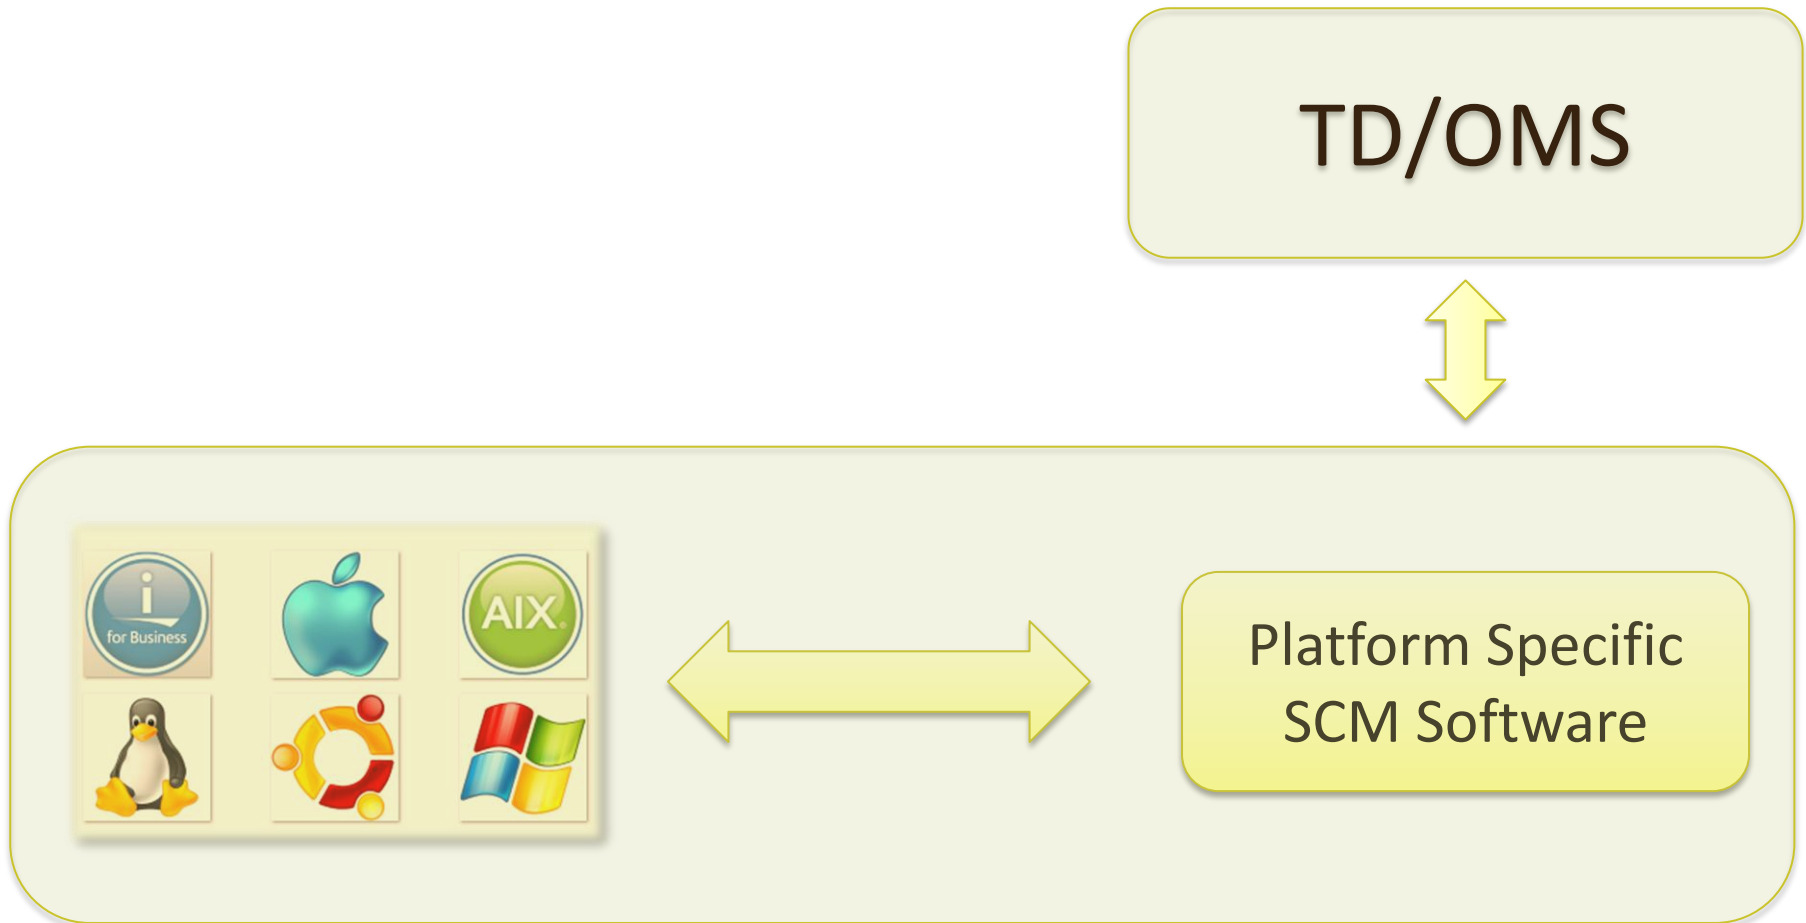 TD/OMS
i
for Business
AIX
Platform Specific
SCM Software